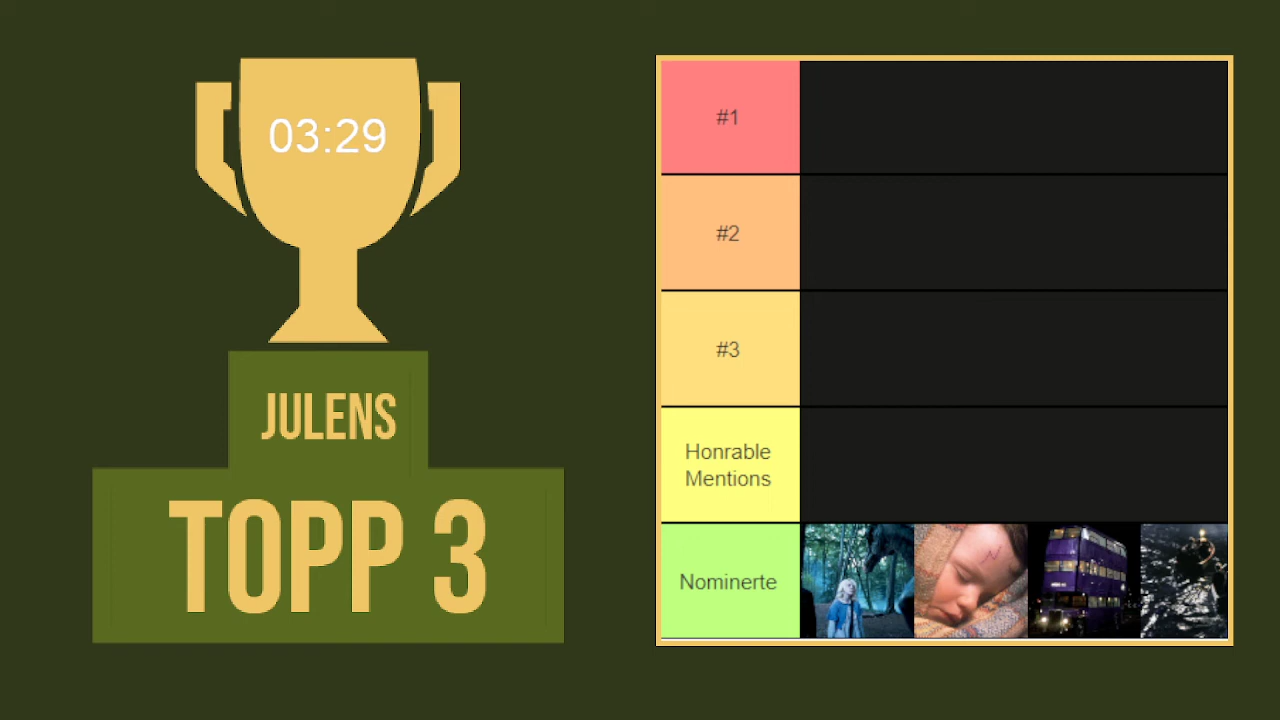 03:29
JULENS
TOPP 3
#1
#2
#3
Honrable
Mentions
Nominerte